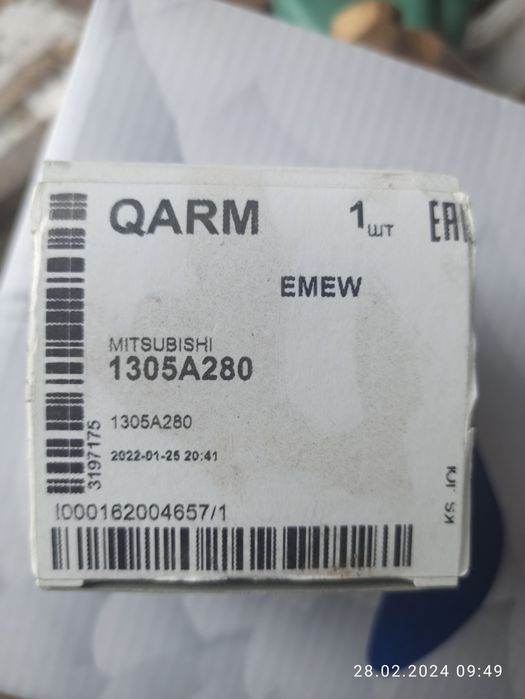 QARM 1шт EAC
EMEW
MITSUBISHI
1305A280
1305A280
2022-01-25 20:41
3197175
I000162004657/1
28.02.2024 09:49